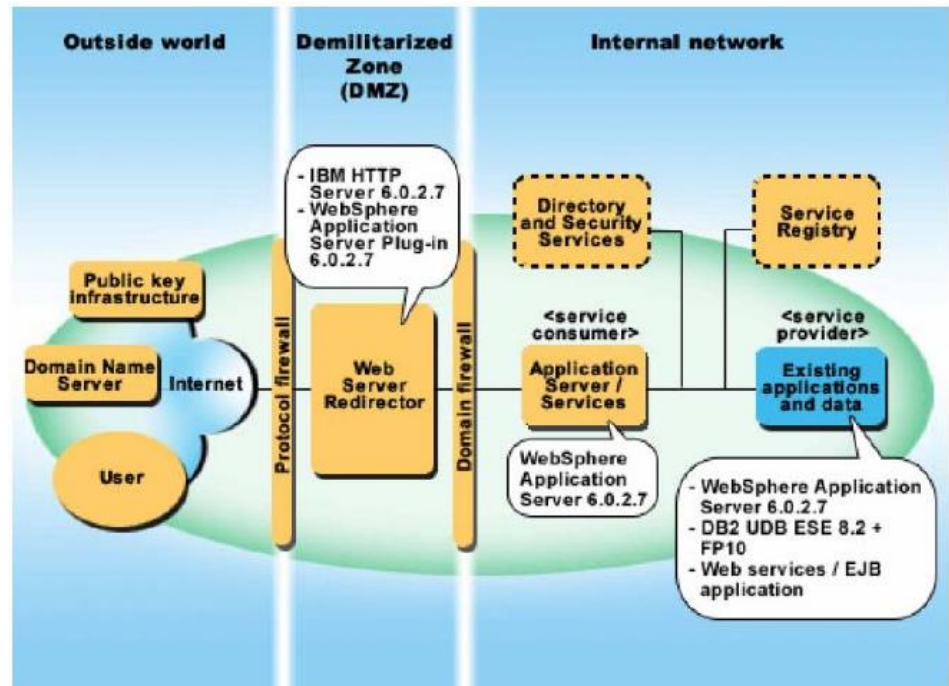 Outside world
Demilitarized
Zone
(DMZ)
Internal network
- IBM HTTP
Server 6.0.2.7
- WebSphere
Application
Server Plug-in
6.0.2.7
Directory
and Security
Services
Service
Registry
Public key
infrastructure
Domain Name
Server
Internet
User
Protocol firewall
Web
Server
Redirector
Domain firewall
<service
consumer>
Application
Server /
Services
<service
provider>
Existing
applications
and data
WebSphere
Application
Server 6.0.2.7
- WebSphere Application
Server 6.0.2.7
- DB2 UDB ESE 8.2 +
FP10
- Web services / EJB
application